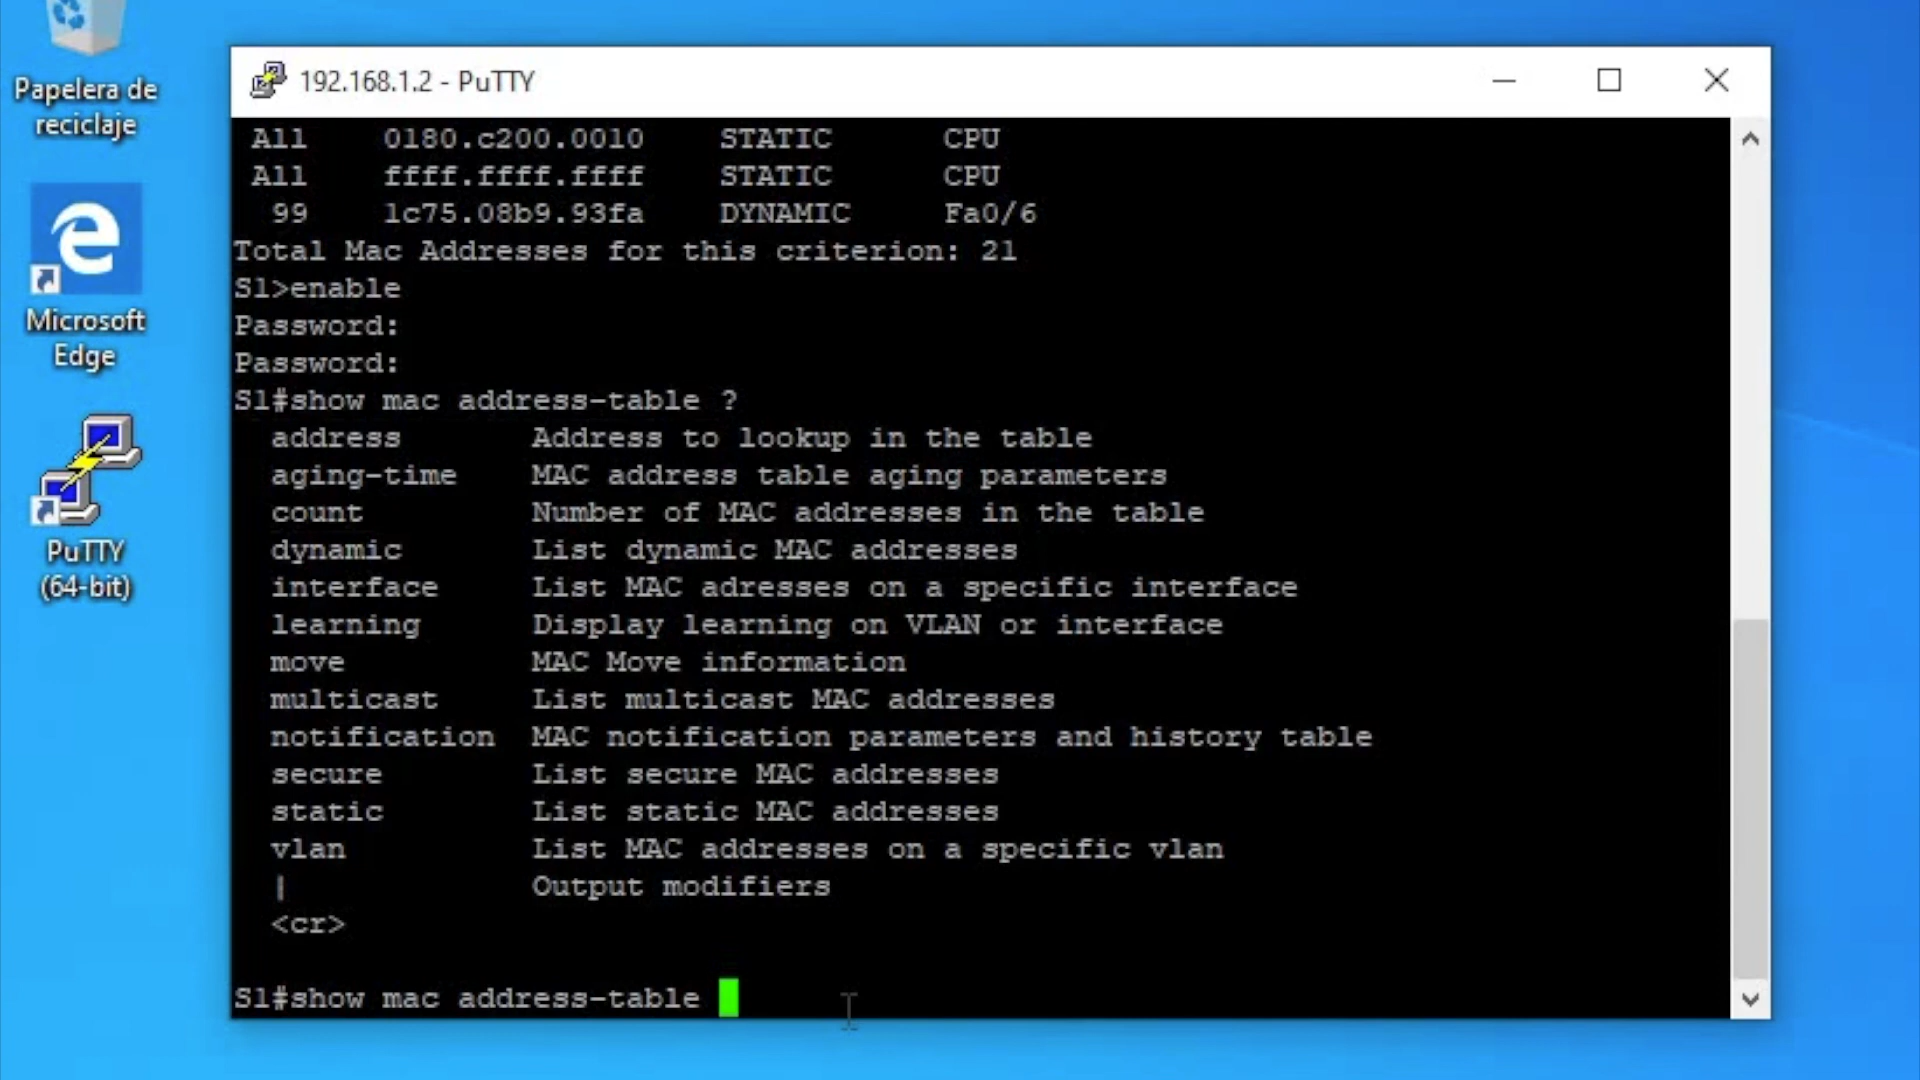 Papelera de
reciclaje
Microsoft
Edge
PuTTY
(64-bit)
192.168.1.2 - PuTTY
All 0180.c200.0010 STATIC CPU
All ffff.ffff.ffff STATIC CPU
99 1c75.08b9.93fa DYNAMIC Fa0/6
Total Mac Addresses for this criterion: 21
S1>enable
Password:
Password:
S1#show mac address-table ?
address Address to lookup in the table
aging-time MAC address table aging parameters
count Number of MAC addresses in the table
dynamic List dynamic MAC addresses
interface List MAC adresses on a specific interface
learning Display learning on VLAN or interface
move MAC Move information
multicast List multicast MAC addresses
notification MAC notification parameters and history table
secure List secure MAC addresses
static List static MAC addresses
vlan List MAC addresses on a specific vlan
| Output modifiers
<cr>
S1#show mac address-table